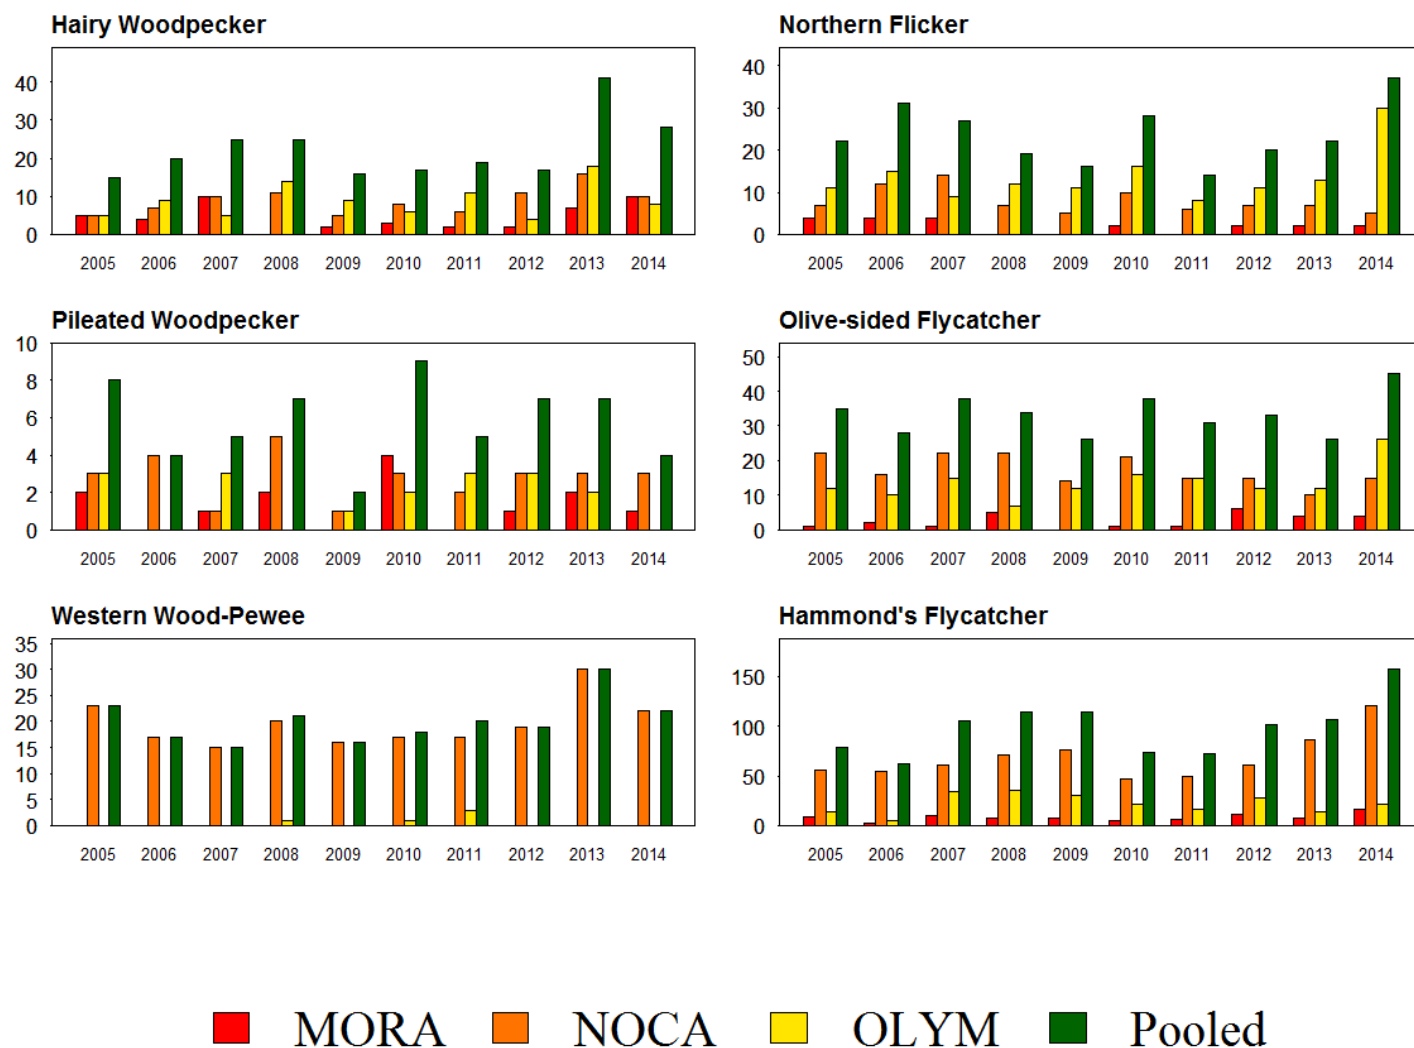 Hairy Woodpecker
40
30
20
10
0
2005 2006 2007 2008 2009 2010 2011 2012 2013 2014
Northern Flicker
40
30
20
10
0
2005 2006 2007 2008 2009 2010 2011 2012 2013 2014
Pileated Woodpecker
10
8
6
4
2
0
2005 2006 2007 2008 2009 2010 2011 2012 2013 2014
Olive-sided Flycatcher
50
40
30
20
10
0
2005 2006 2007 2008 2009 2010 2011 2012 2013 2014
Western Wood-Pewee
35
30
25
20
15
10
5
0
2005 2006 2007 2008 2009 2010 2011 2012 2013 2014
Hammond's Flycatcher
150
100
50
0
2005 2006 2007 2008 2009 2010 2011 2012 2013 2014
MORA NOCA OLYM Pooled